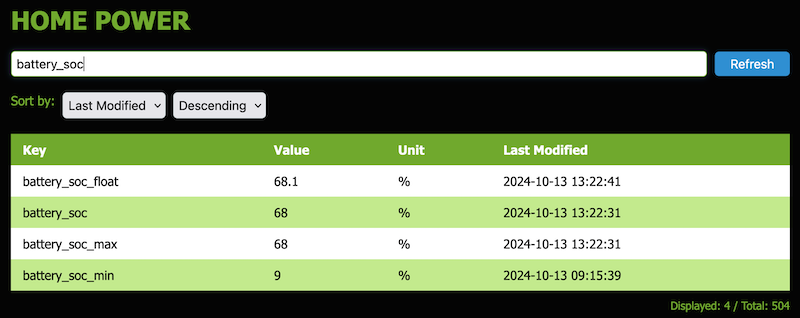 HOME POWER
battery_soc Refresh
Sort by: Last Modified Descending
Key Value Unit Last Modified
battery_soc_float 68.1 % 2024-10-13 13:22:41
battery_soc 68 % 2024-10-13 13:22:31
battery_soc_max 68 % 2024-10-13 13:22:31
battery_soc_min 9 % 2024-10-13 09:15:39
Displayed: 4 / Total: 504